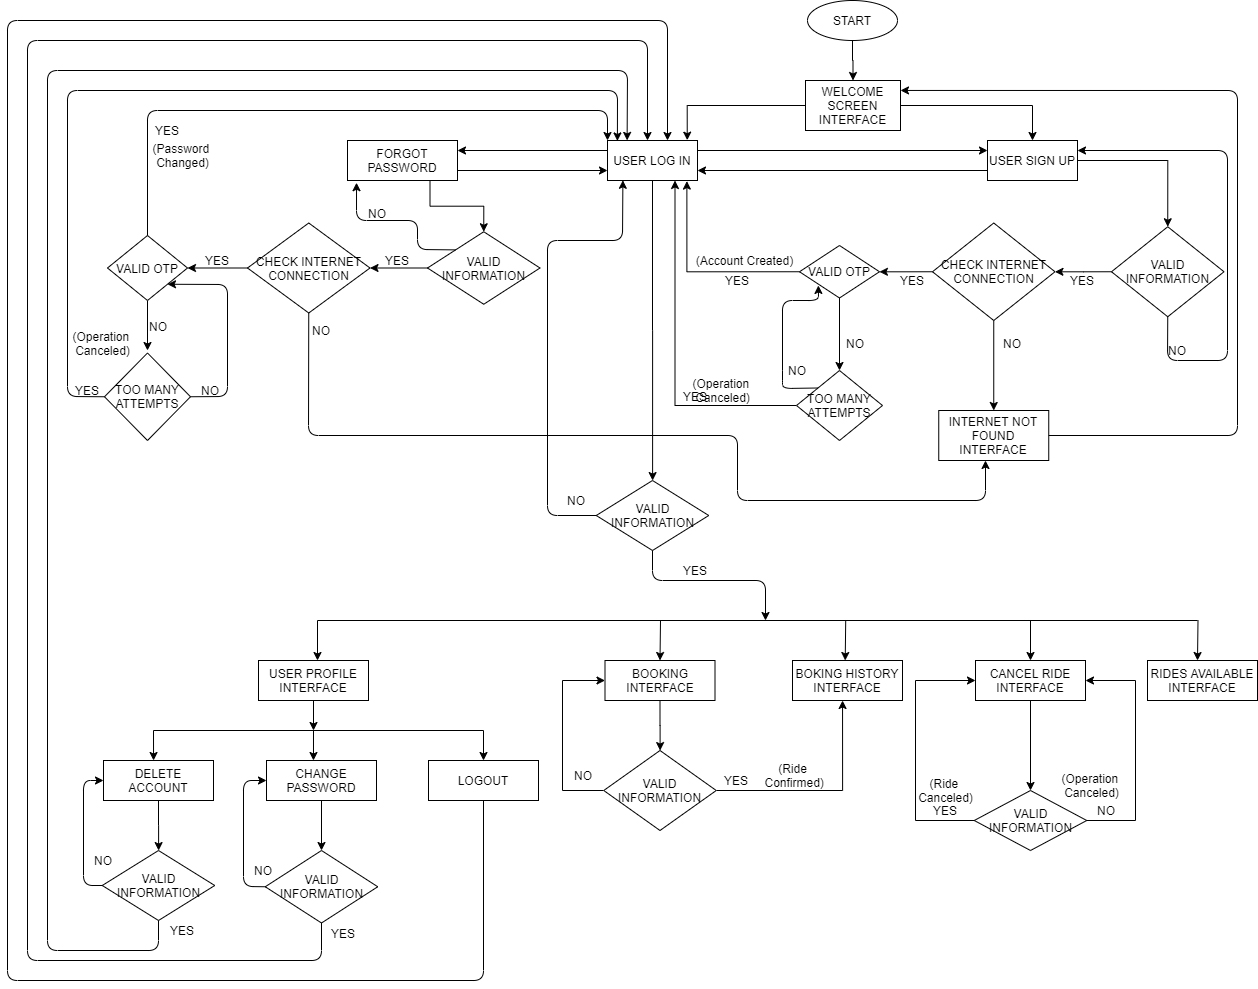 START
WELCOME
SCREEN
INTERFACE
YES
(Password
Changed)
FORGOT
PASSWORD
USER LOG IN
USER SIGN UP
NO
VALID OTP
YES
CHECK INTERNET
CONNECTION
YES
VALID
INFORMATION
(Account Created)
YES
VALID OTP
YES
CHECK INTERNET
CONNECTION
YES
VALID
INFORMATION
NO
(Operation
Canceled)
NO
NO
NO
NO
YES
TOO MANY
ATTEMPTS
NO
(Operation
Canceled)
YES
NO
TOO MANY
ATTEMPTS
INTERNET NOT
FOUND
INTERFACE
NO
VALID
INFORMATION
YES
USER PROFILE
INTERFACE
BOOKING
INTERFACE
BOKING HISTORY
INTERFACE
CANCEL RIDE
INTERFACE
RIDES AVAILABLE
INTERFACE
DELETE
ACCOUNT
CHANGE
PASSWORD
LOGOUT
NO
VALID
INFORMATION
YES
(Ride
Confirmed)
(Ride
Canceled)
YES
VALID
INFORMATION
(Operation
Canceled)
NO
NO
VALID
INFORMATION
YES
NO
VALID
INFORMATION
YES